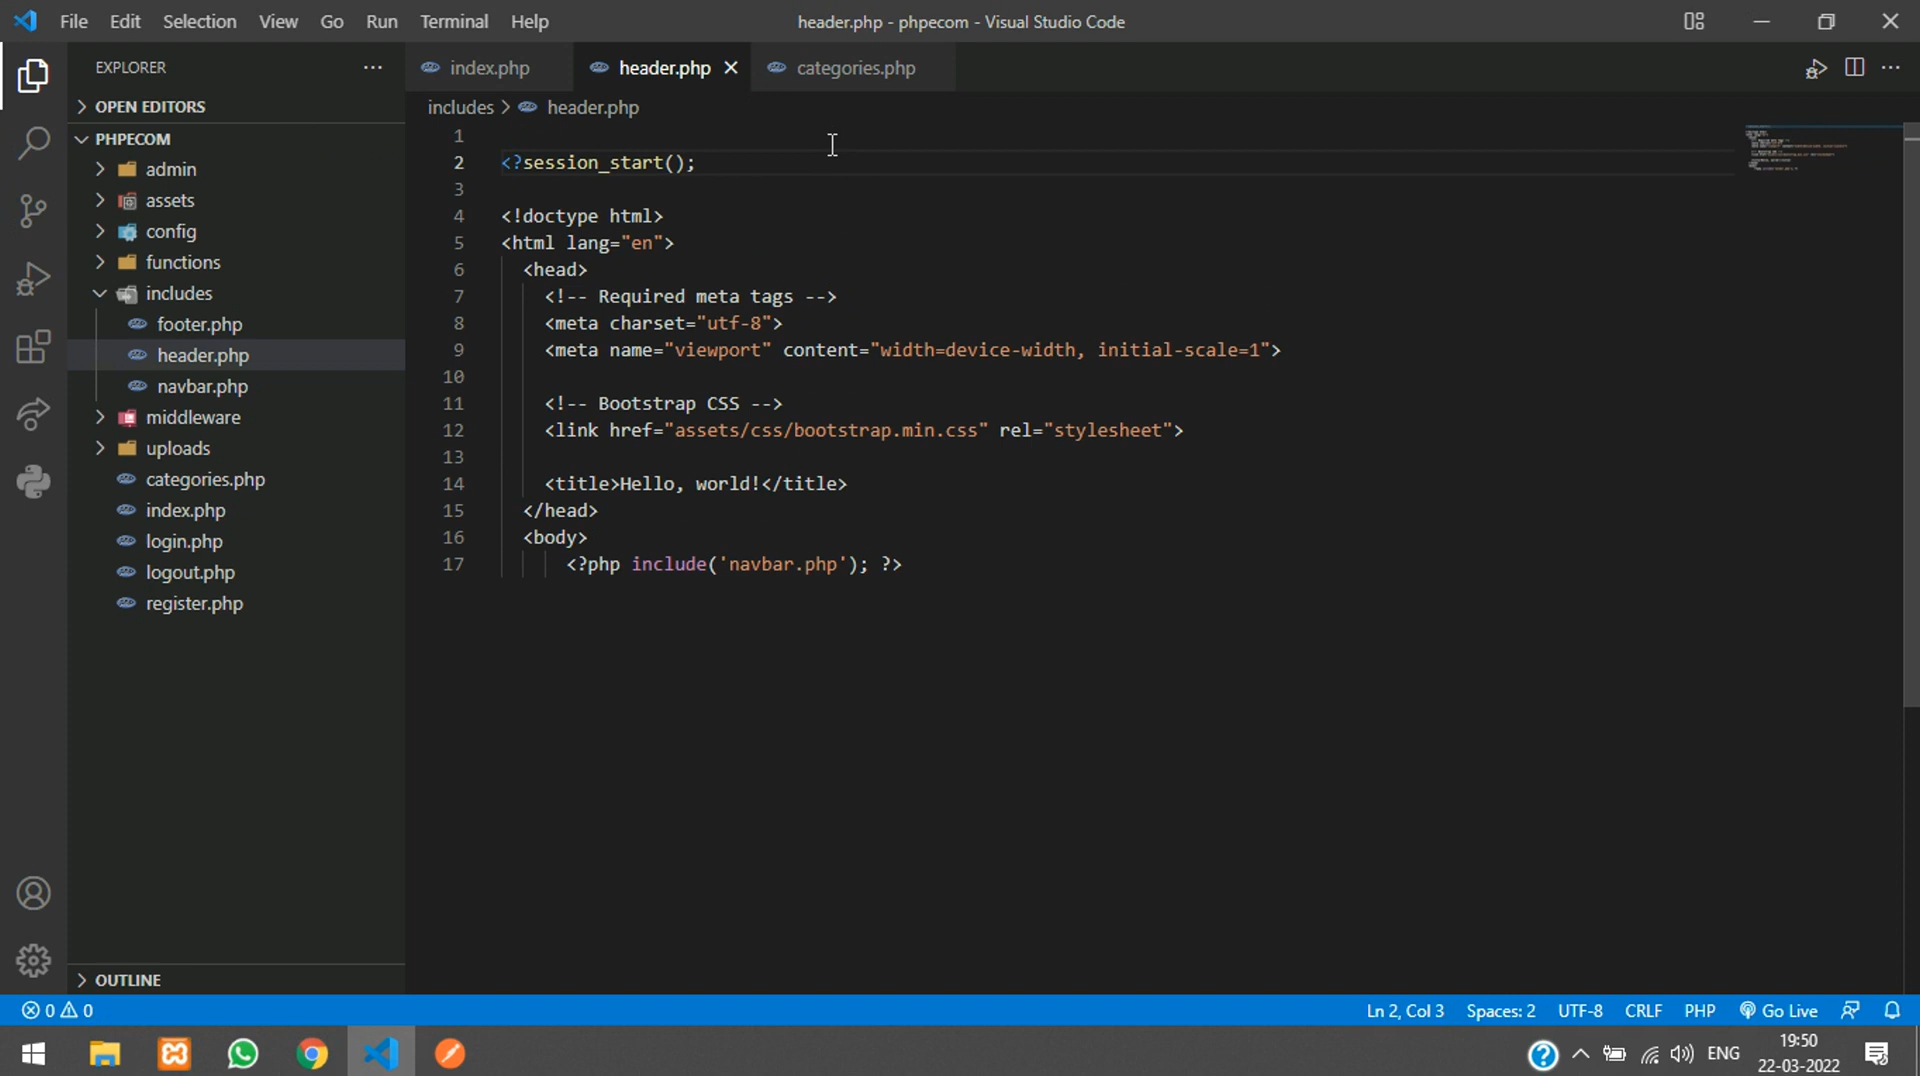 File Edit Selection View Go Run Terminal Help
header.php - phpecom - Visual Studio Code
EXPLORER
OPEN EDITORS
PHPECOM
admin
assets
config
functions
includes
footer.php
header.php
navbar.php
middleware
uploads
categories.php
index.php
login.php
logout.php
register.php
OUTLINE
index.php header.php categories.php
includes > header.php
1
2 <?session_start();
3
4 <!doctype html>
5 <html lang="en">
6 <head>
7 <!-- Required meta tags -->
8 <meta charset="utf-8">
9 <meta name="viewport" content="width=device-width, initial-scale=1">
10
11 <!-- Bootstrap CSS -->
12 <link href="assets/css/bootstrap.min.css" rel="stylesheet">
13
14 <title>Hello, world!</title>
15 </head>
16 <body>
17 <?php include('navbar.php'); ?>
0 0
Ln 2, Col 3 Spaces: 2 UTF-8 CRLF PHP Go Live
ENG
19:50
22-03-2022